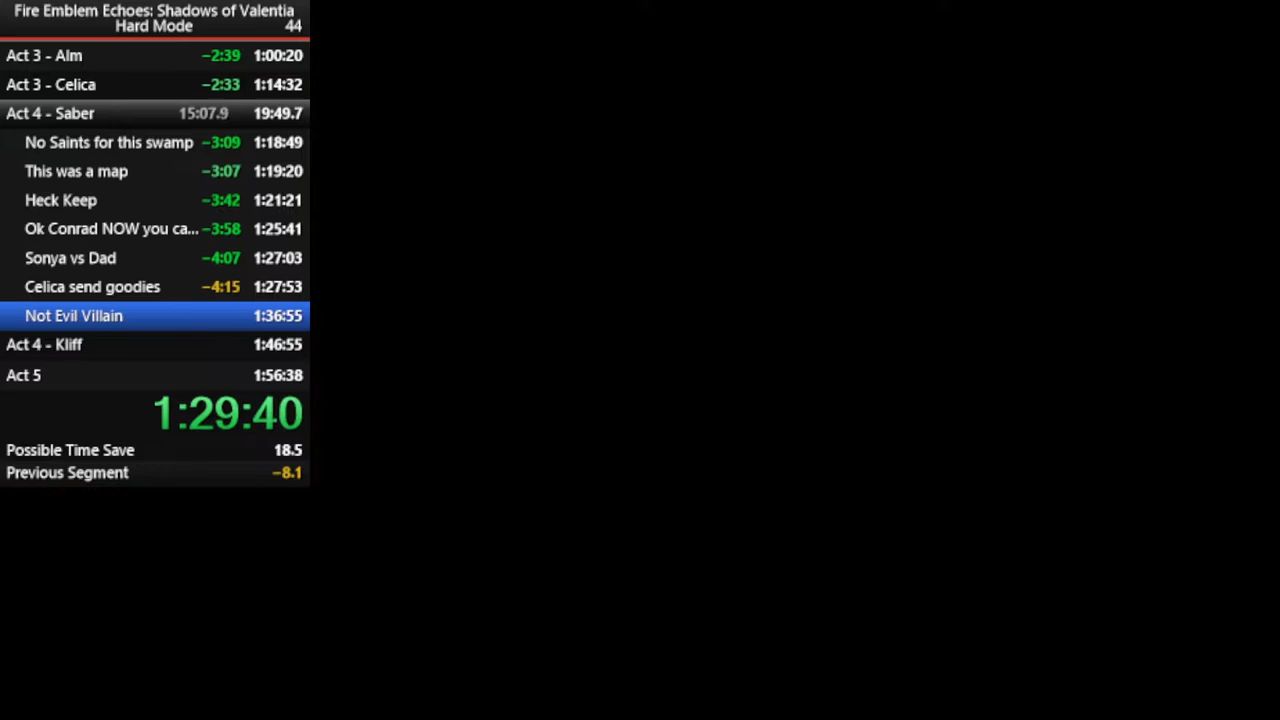 Fire Emblem Echoes: Shadows of Valentia
Hard Mode 44
Act 3 - Alm −2:39 1:00:20
Act 3 - Celica −2:33 1:14:32
Act 4 - Saber 15:07.9 19:49.7
No Saints for this swamp −3:09 1:18:49
This was a map −3:07 1:19:20
Heck Keep −3:42 1:21:21
Ok Conrad NOW you ca... −3:58 1:25:41
Sonya vs Dad −4:07 1:27:03
Celica send goodies −4:15 1:27:53
Not Evil Villain 1:36:55
Act 4 - Kliff 1:46:55
Act 5 1:56:38
1:29:40
Possible Time Save 18.5
Previous Segment −8.1